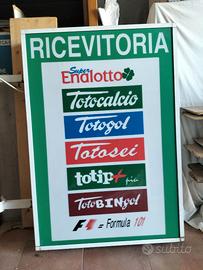 RICEVITORIA
Super
Enalotto
Totocalcio
Totogol
Totosei
totip+
più
TotoBINgol
F1 = Formula 101
subito